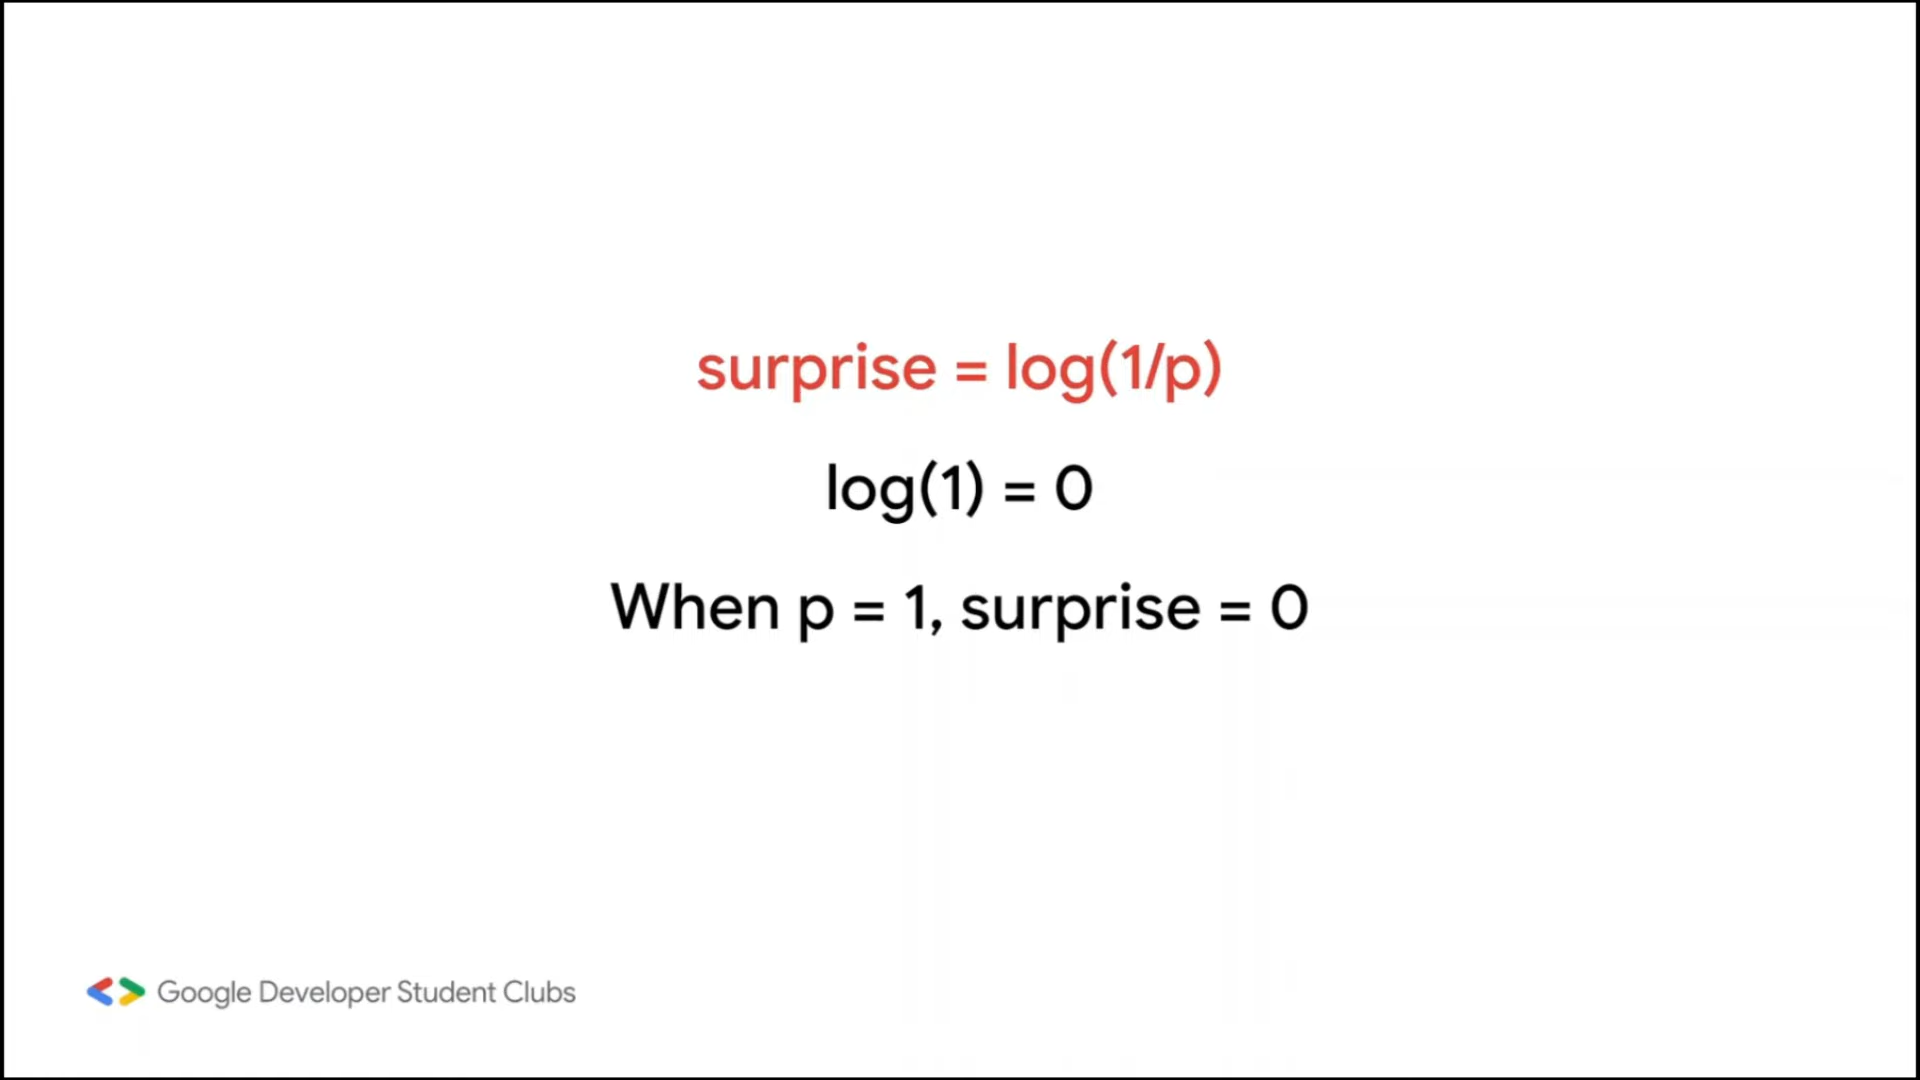 surprise = log(1/p)
log(1) = 0
When p = 1, surprise = 0
Google Developer Student Clubs